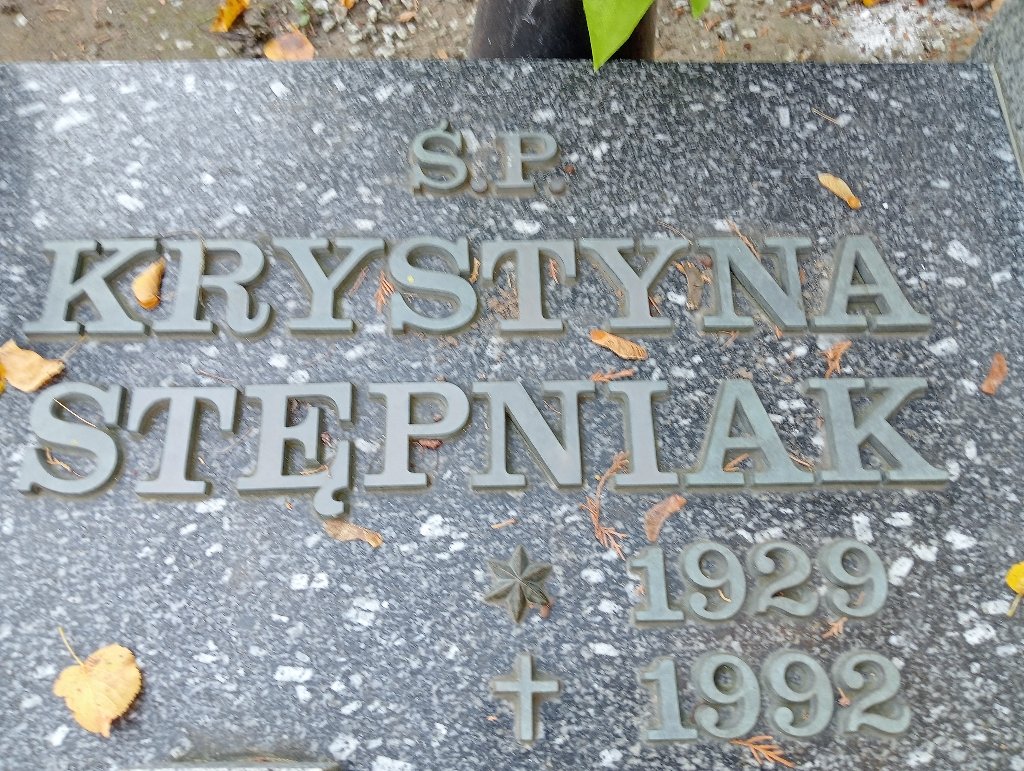 Ś.P.
KRYSTYNA
STĘPNIAK
1929
1992